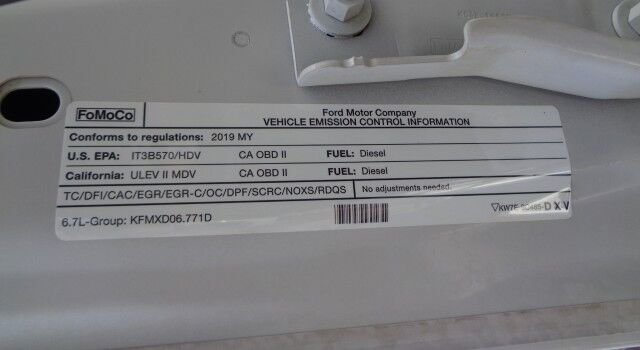 FoMoCo
Ford Motor Company
VEHICLE EMISSION CONTROL INFORMATION
Conforms to regulations: 2019 MY
U.S. EPA: IT3B570/HDV CA OBD II FUEL: Diesel
California: ULEV II MDV CA OBD II FUEL: Diesel
TC/DFI/CAC/EGR/EGR-C/OC/DPF/SCRC/NOXS/RDQS No adjustments needed.
6.7L-Group: KFMXD06.771D
D X V